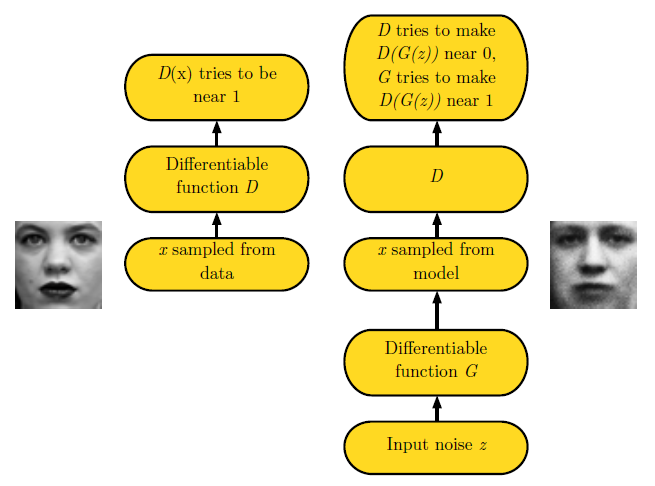 D(x) tries to be
near 1
Differentiable
function D
x sampled from
data
D tries to make
D(G(z)) near 0,
G tries to make
D(G(z)) near 1
D
x sampled from
model
Differentiable
function G
Input noise z